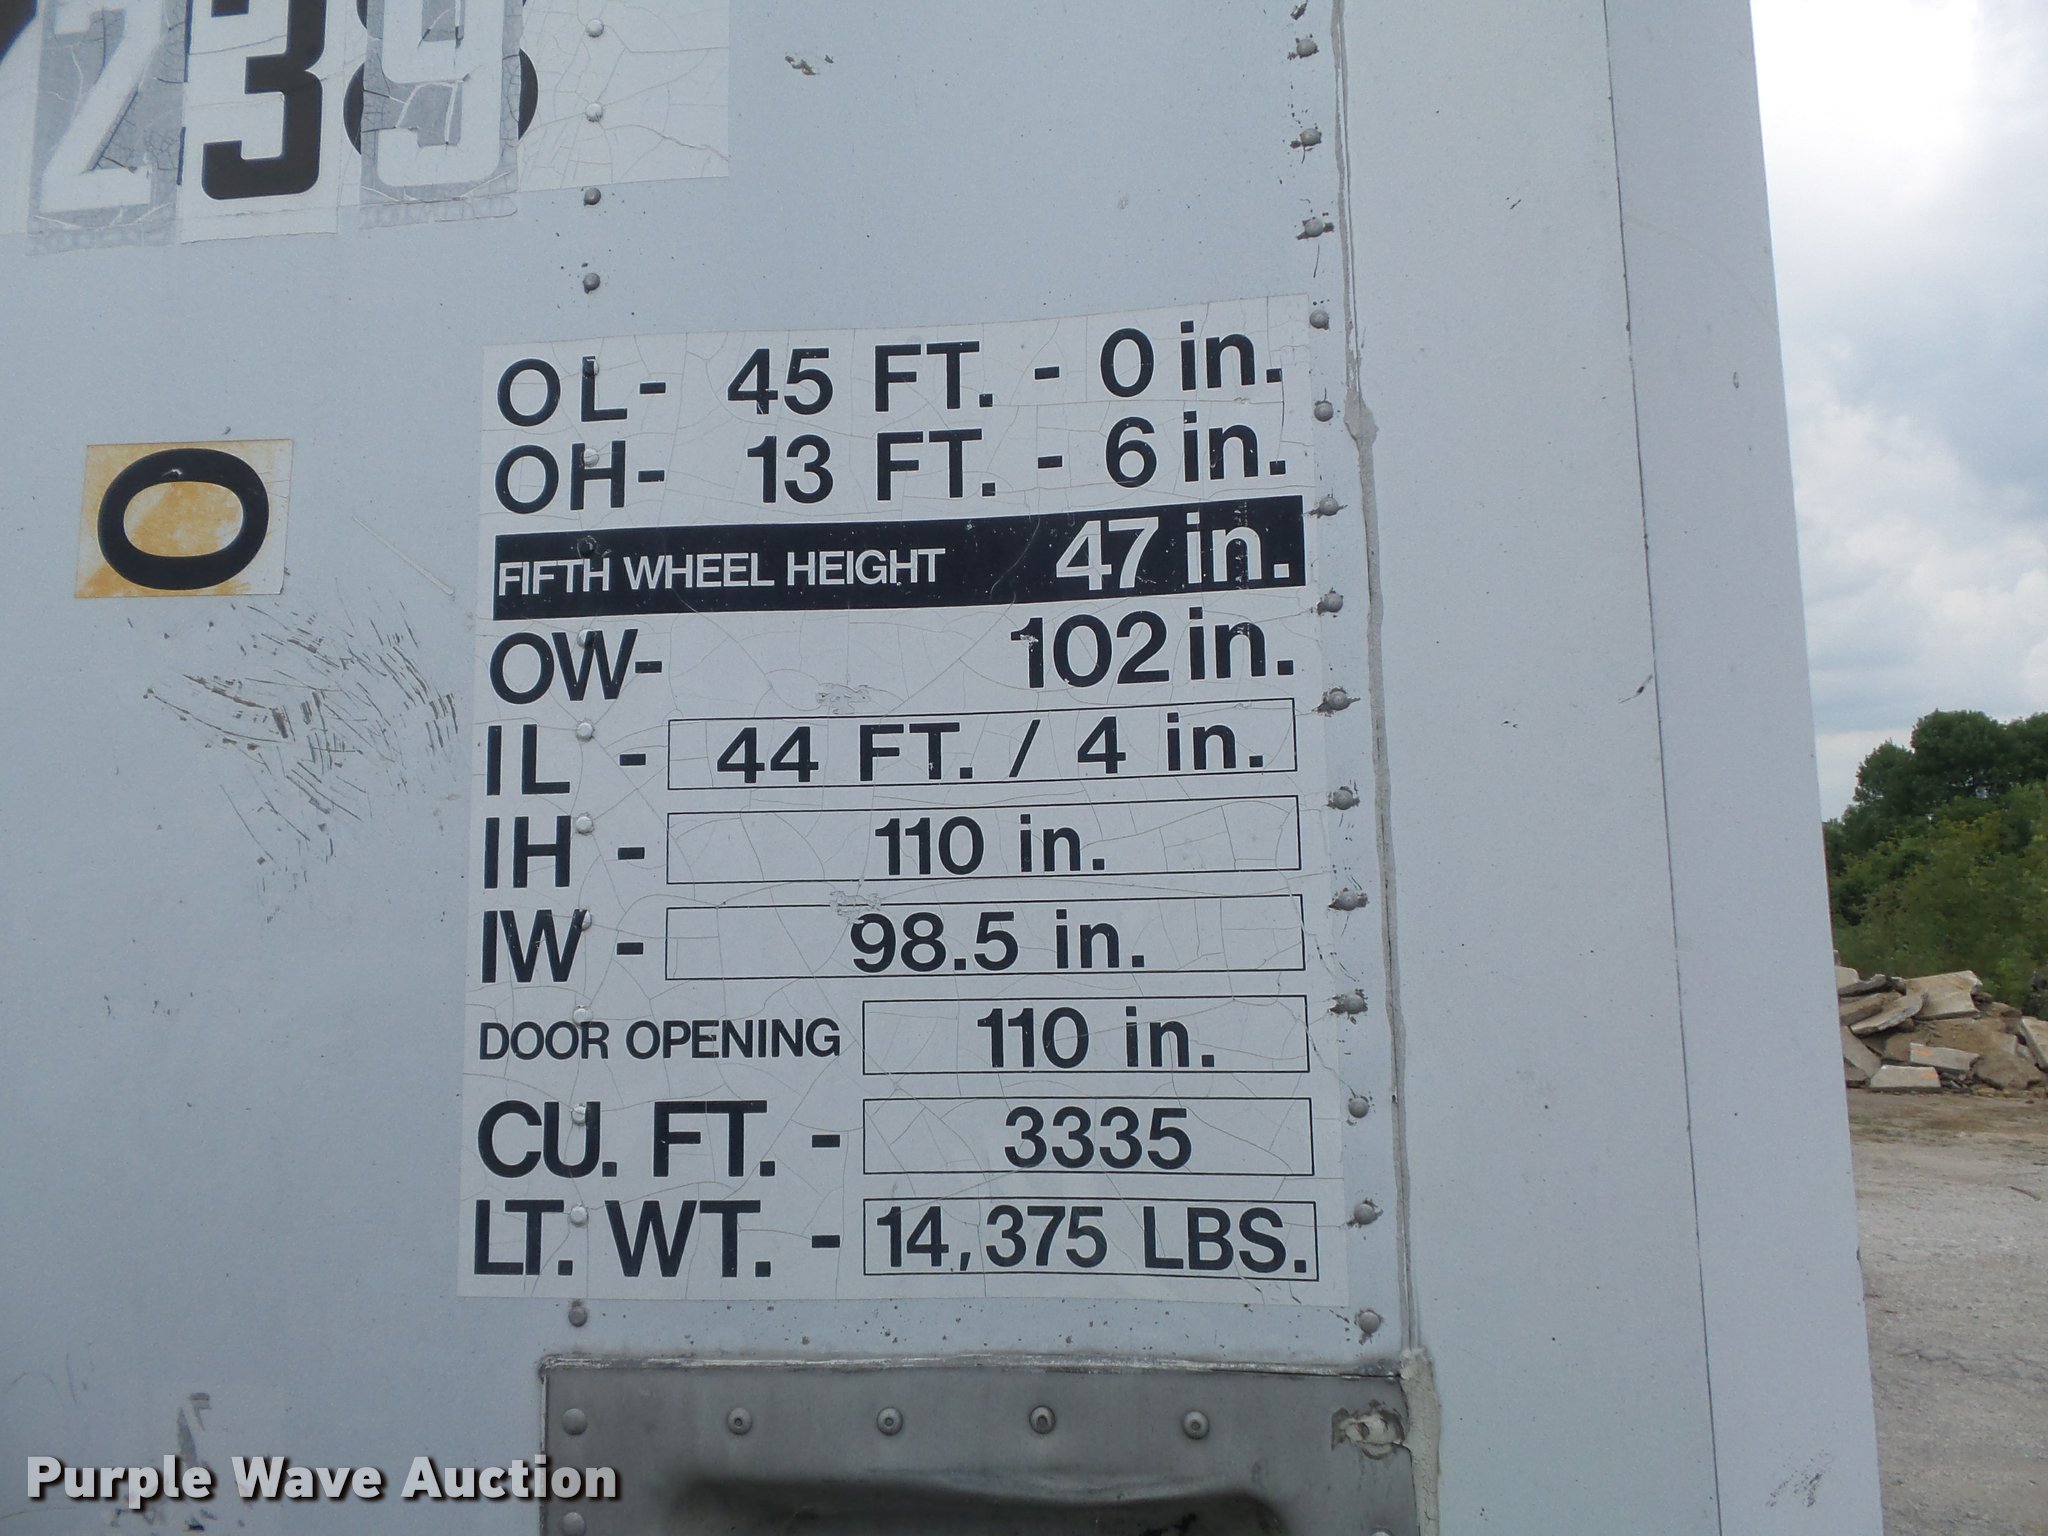 239
OL- 45 FT. - 0 in.
OH- 13 FT. - 6 in.
FIFTH WHEEL HEIGHT 47 in.
OW- 102 in.
IL - 44 FT. / 4 in.
IH - 110 in.
IW - 98.5 in.
DOOR OPENING 110 in.
CU. FT. - 3335
LT. WT. - 14,375 LBS.
O
Purple Wave Auction